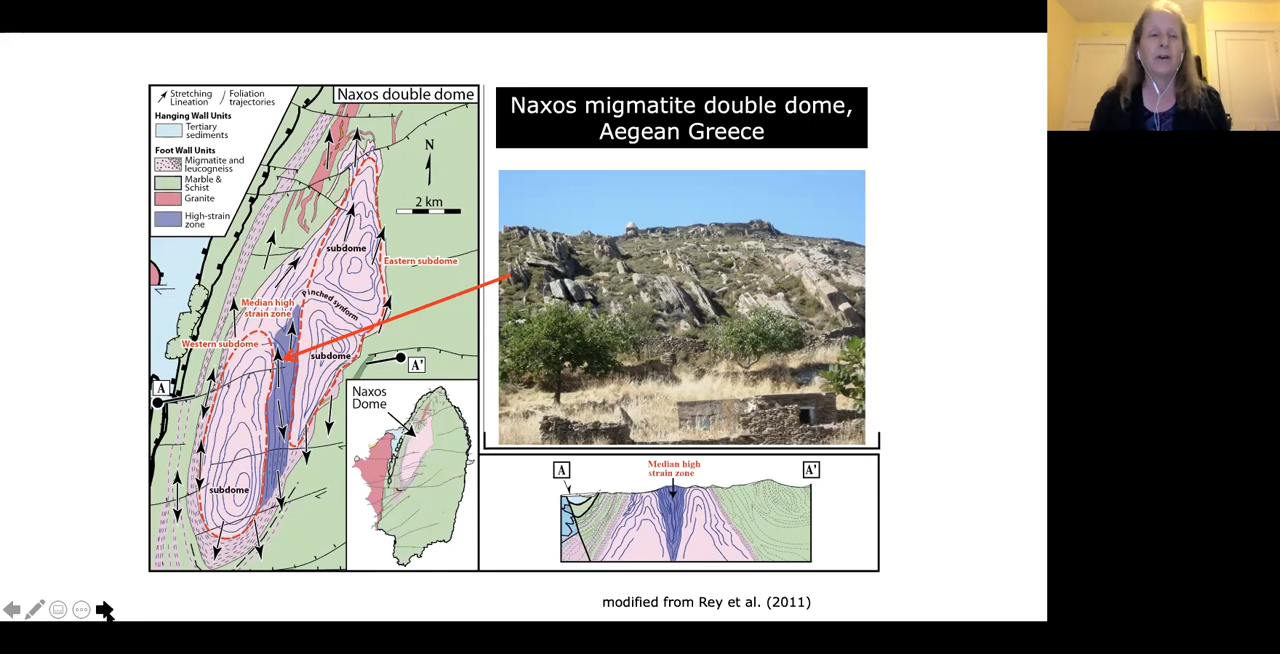 Stretching
Lineation
Foliation
trajectories
Naxos double dome
Hanging Wall Units
Tertiary
sediments
Foot Wall Units
Migmatite and
leucogneiss
Marble &
Schist
Granite
High-strain
zone
N
2 km
subdome
Eastern subdome
Pinched synform
Median high
strain zone
Western subdome
subdome
A'
A
Naxos
Dome
subdome
Naxos migmatite double dome,
Aegean Greece
A
Median high
strain zone
A'
modified from Rey et al. (2011)